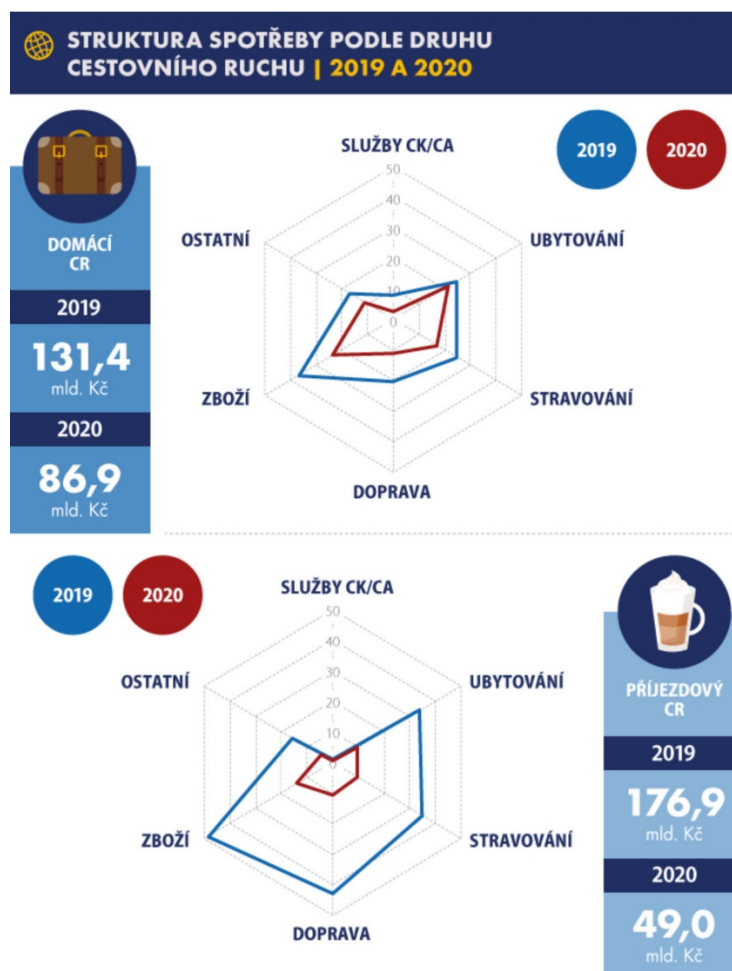 STRUKTURA SPOTŘEBY PODLE DRUHU
CESTOVNÍHO RUCHU | 2019 A 2020
SLUŽBY CK/CA
2019
2020
50
40
30
20
10
0
OSTATNÍ
UBYTOVÁNÍ
ZBOŽÍ
STRAVOVÁNÍ
DOPRAVA
DOMÁCÍ
CR
2019
131,4
mld. Kč
2020
86,9
mld. Kč
2019
2020
SLUŽBY CK/CA
50
40
30
20
10
0
OSTATNÍ
UBYTOVÁNÍ
ZBOŽÍ
STRAVOVÁNÍ
DOPRAVA
PŘÍJEZDOVÝ
CR
2019
176,9
mld. Kč
2020
49,0
mld. Kč